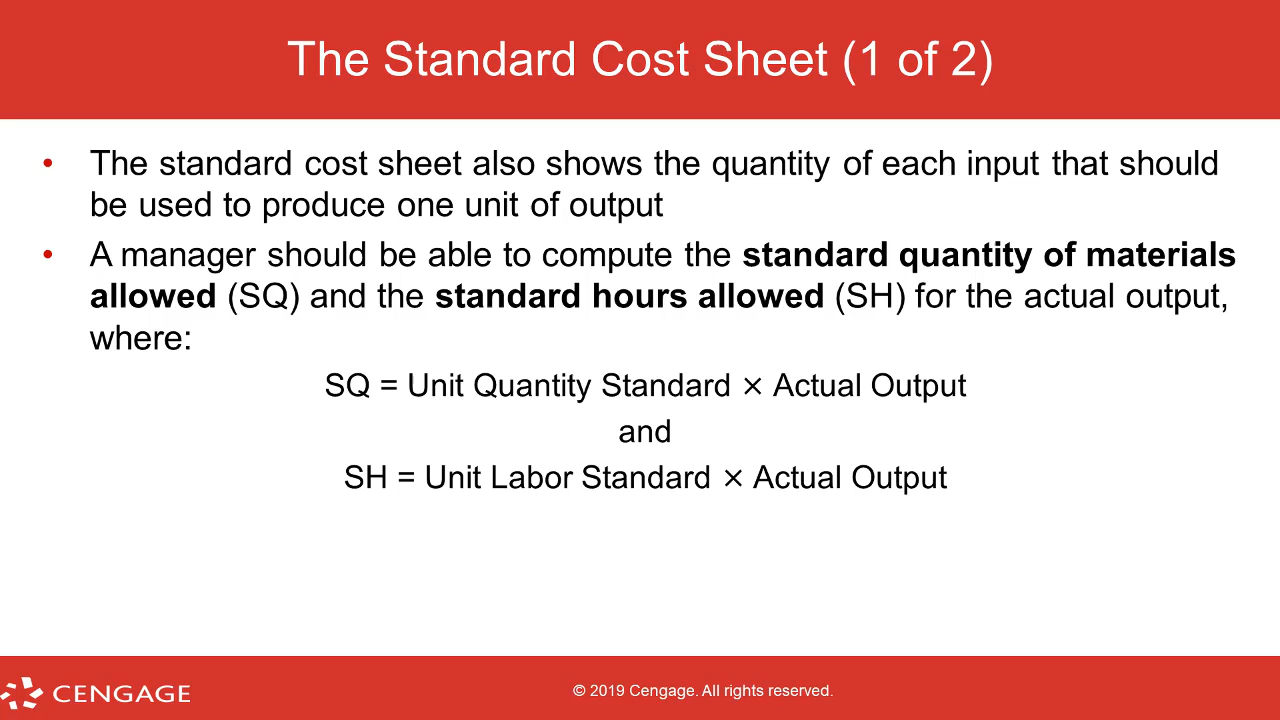 The Standard Cost Sheet (1 of 2)
• The standard cost sheet also shows the quantity of each input that should
be used to produce one unit of output
• A manager should be able to compute the standard quantity of materials
allowed (SQ) and the standard hours allowed (SH) for the actual output,
where:
SQ = Unit Quantity Standard × Actual Output
and
SH = Unit Labor Standard × Actual Output
CENGAGE
© 2019 Cengage. All rights reserved.